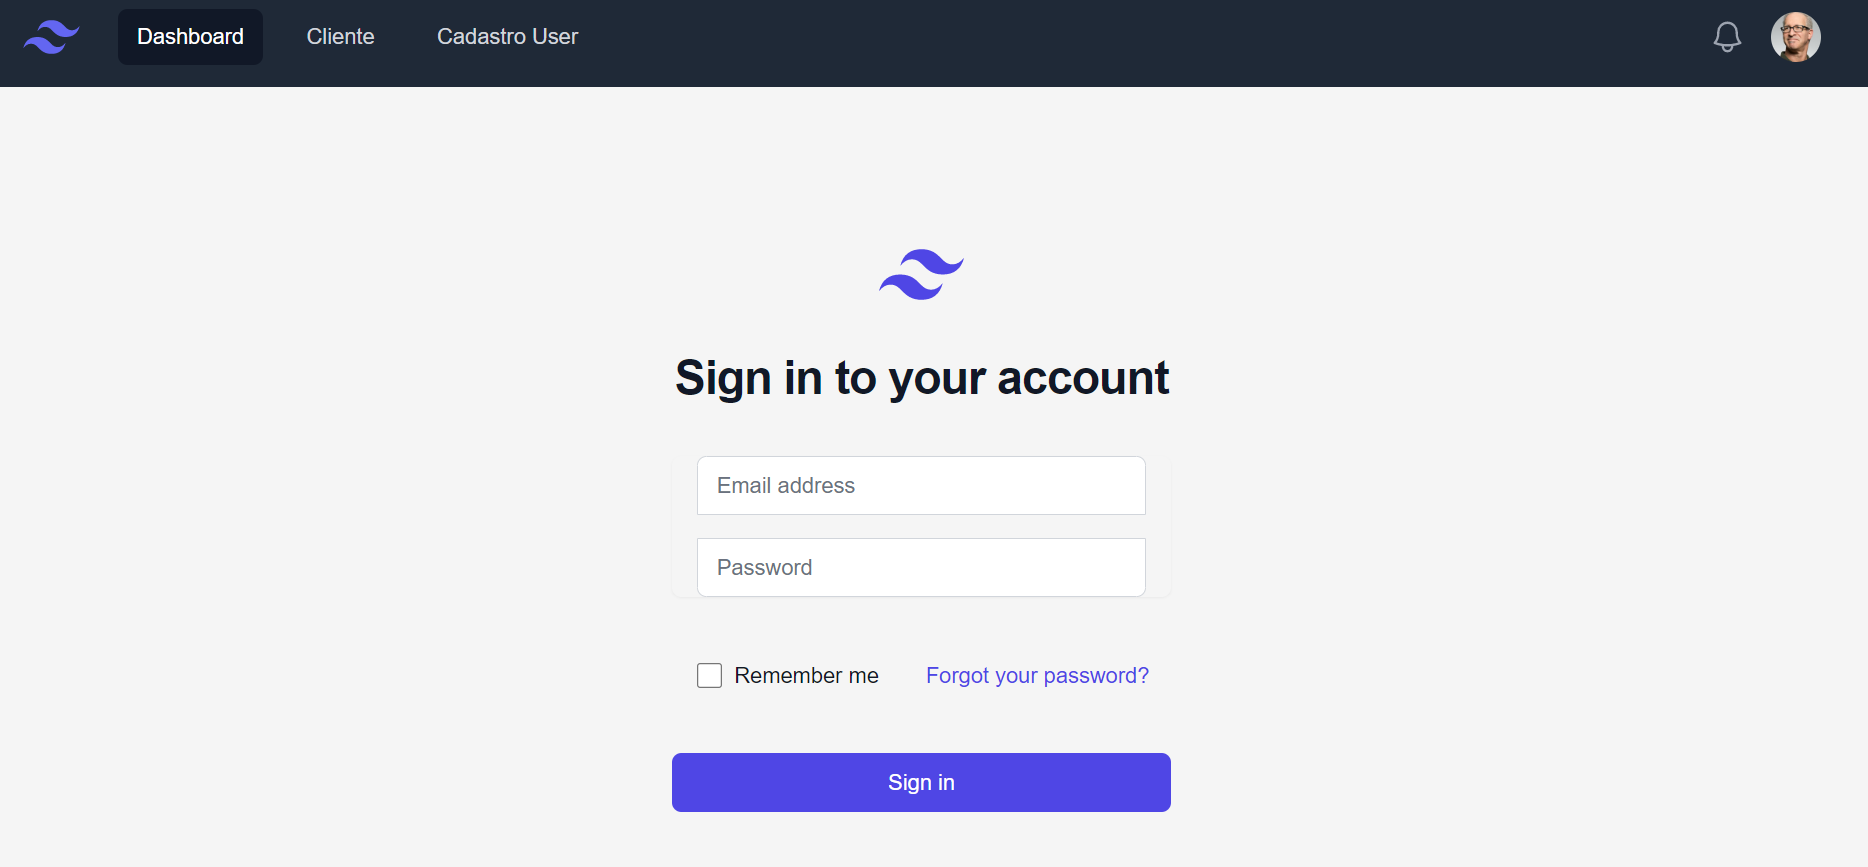 Dashboard Cliente Cadastro User
Sign in to your account
Email address
Password
Remember me Forgot your password?
Sign in